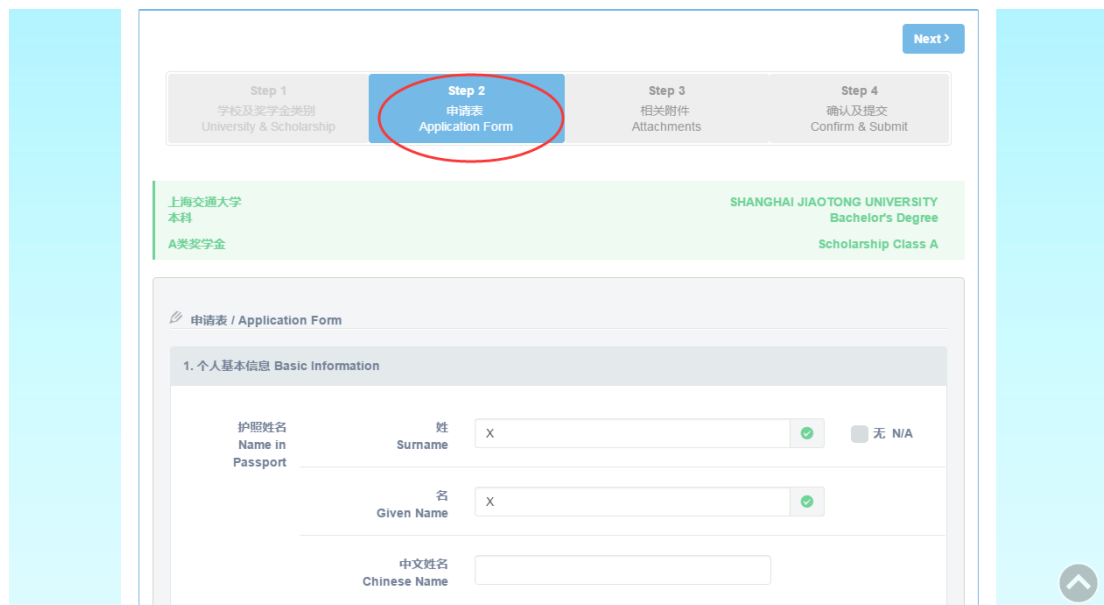 Next
Step 1
学校及奖学金类别
University & Scholarship
Step 2
申请表
Application Form
Step 3
相关附件
Attachments
Step 4
确认及提交
Confirm & Submit
上海交通大学
本科
A类奖学金
SHANGHAI JIAOTONG UNIVERSITY
Bachelor's Degree
Scholarship Class A
申请表 / Application Form
1. 个人基本信息 Basic Information
护照姓名
Name in
Passport
姓
Surname
X
无 N/A
名
Given Name
X
中文姓名
Chinese Name